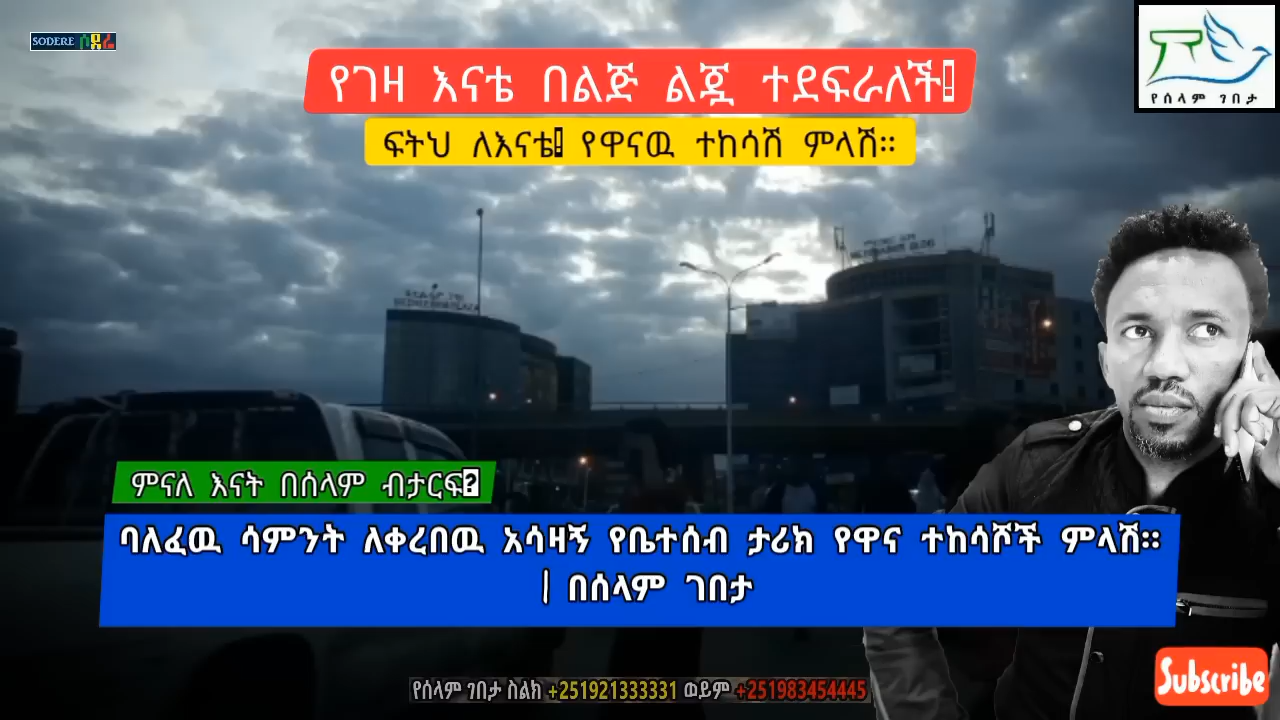 SODERE ሶደሬ
የሰላም ገበታ
የገዛ እናቴ በልጅ ልጇ ተደፍራለች
ፍትህ ለእናቴ የዋናዉ ተከሳሽ ምላሽ።
ምናለ እናት በሰላም ብታርፍ?
ባለፈዉ ሳምንት ለቀረበዉ አሳዛኝ የቤተሰብ ታሪክ የዋና ተከሳሾች ምላሽ።
| በሰላም ገበታ
Subscribe
የሰላም ገበታ ስልክ +251921333331 ወይም +251983454445